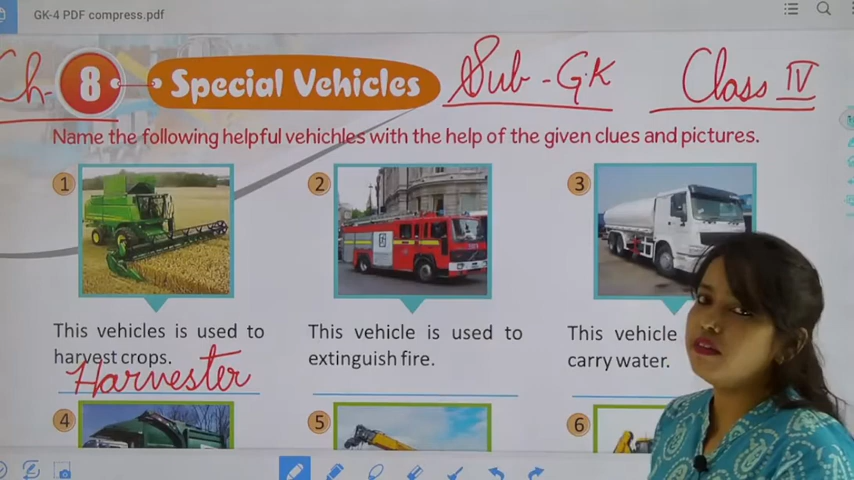 GK-4 PDF compress.pdf
Ch- 8 Special Vehicles Sub - G.K Class IV
Name the following helpful vehichles with the help of the given clues and pictures.
1 2 3
This vehicles is used to
harvest crops.
Harvester
This vehicle is used to
extinguish fire.
This vehicle
carry water.
4 5 6